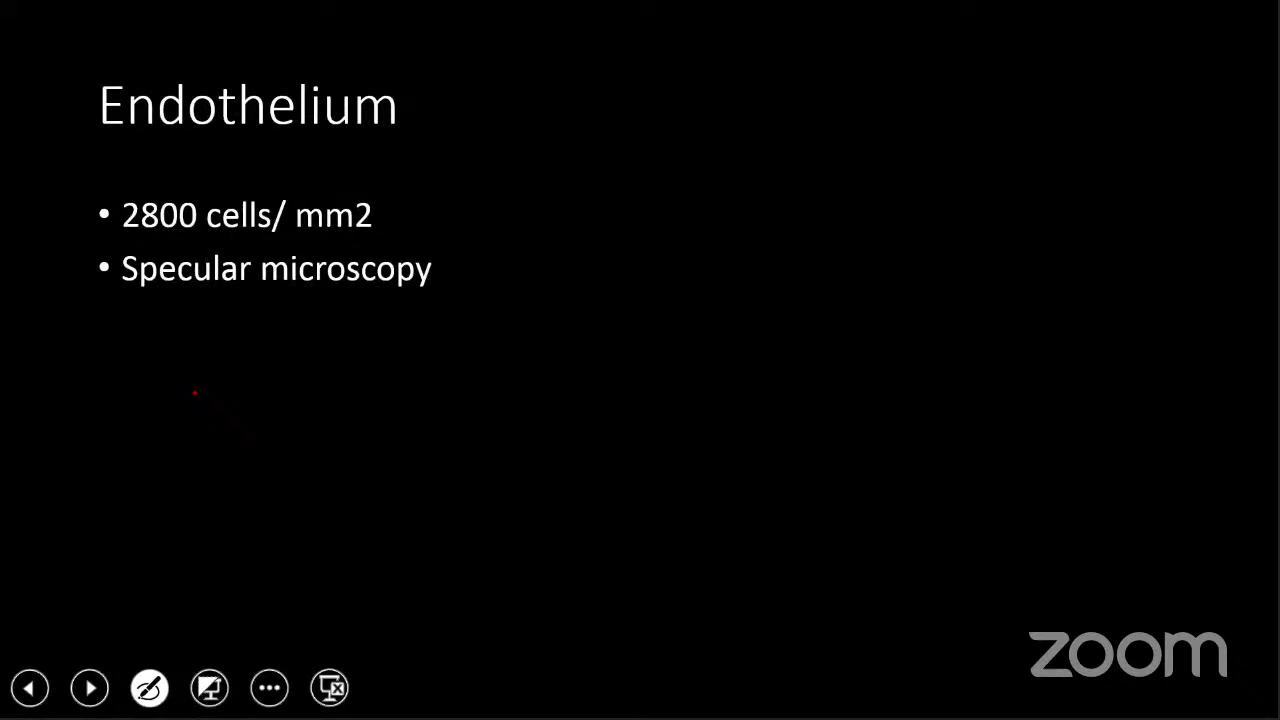 Endothelium
• 2800 cells/ mm2
• Specular microscopy
zoom